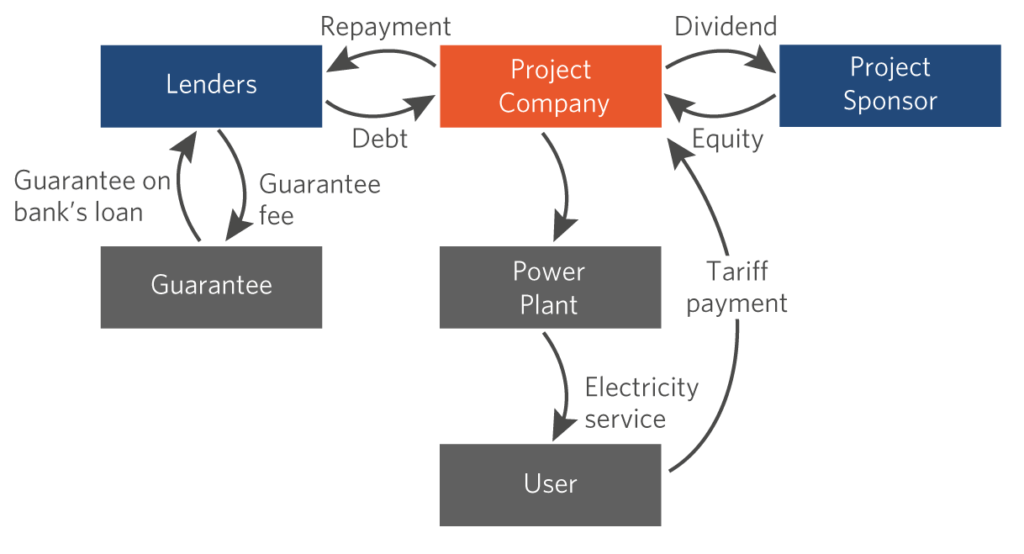 Repayment
Dividend
Lenders
Project
Company
Project
Sponsor
Debt
Equity
Guarantee on
bank’s loan
Guarantee
fee
Guarantee
Power
Plant
Tariff
payment
Electricity
service
User